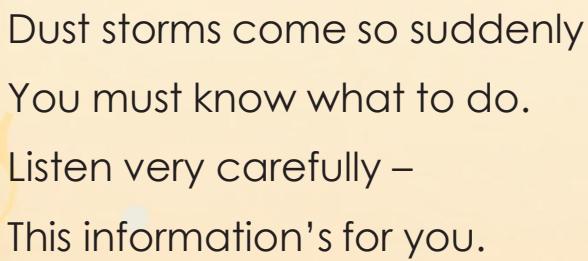 Dust storms come so suddenly
You must know what to do.
Listen very carefully –
This information’s for you.